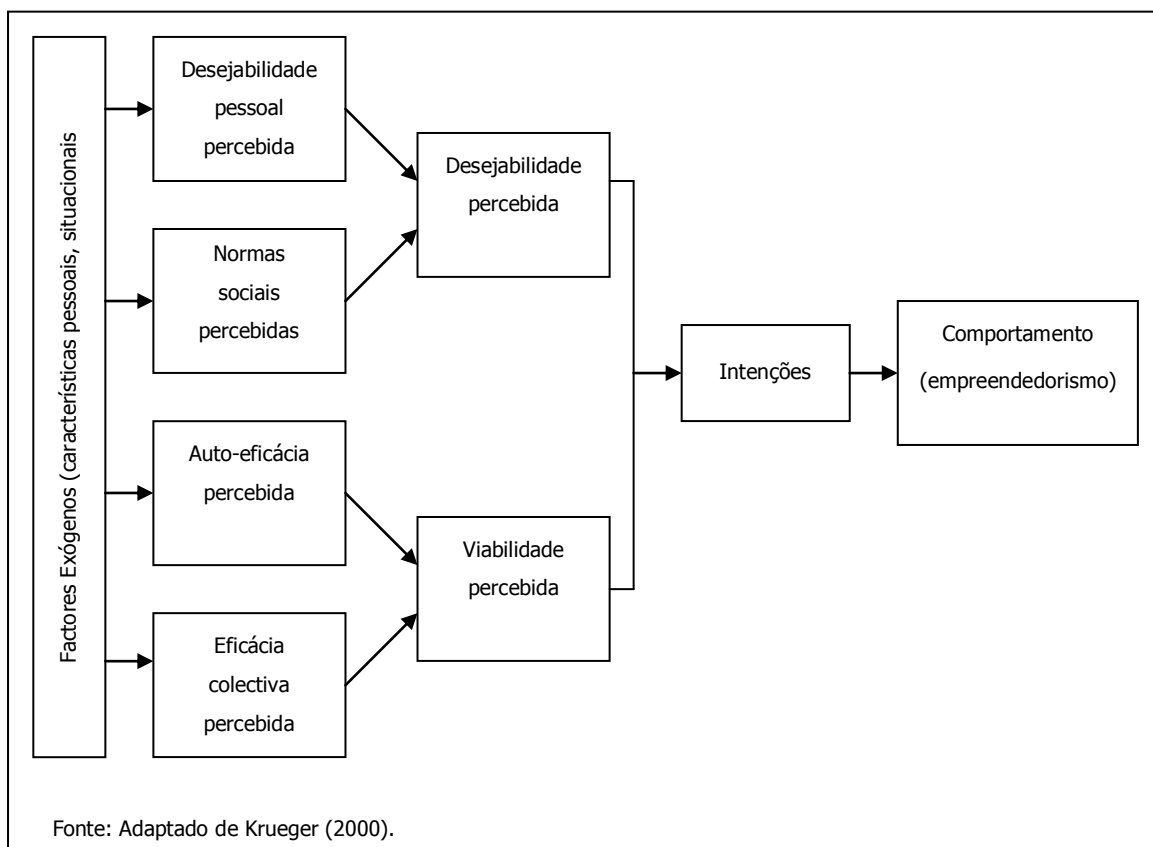 Factores Exógenos (características pessoais, situacionais
Desejabilidade
pessoal
percebida
Normas
sociais
percebidas
Auto-eficácia
percebida
Eficácia
colectiva
percebida
Desejabilidade
percebida
Viabilidade
percebida
Intenções
Comportamento
(empreendedorismo)
Fonte: Adaptado de Krueger (2000).